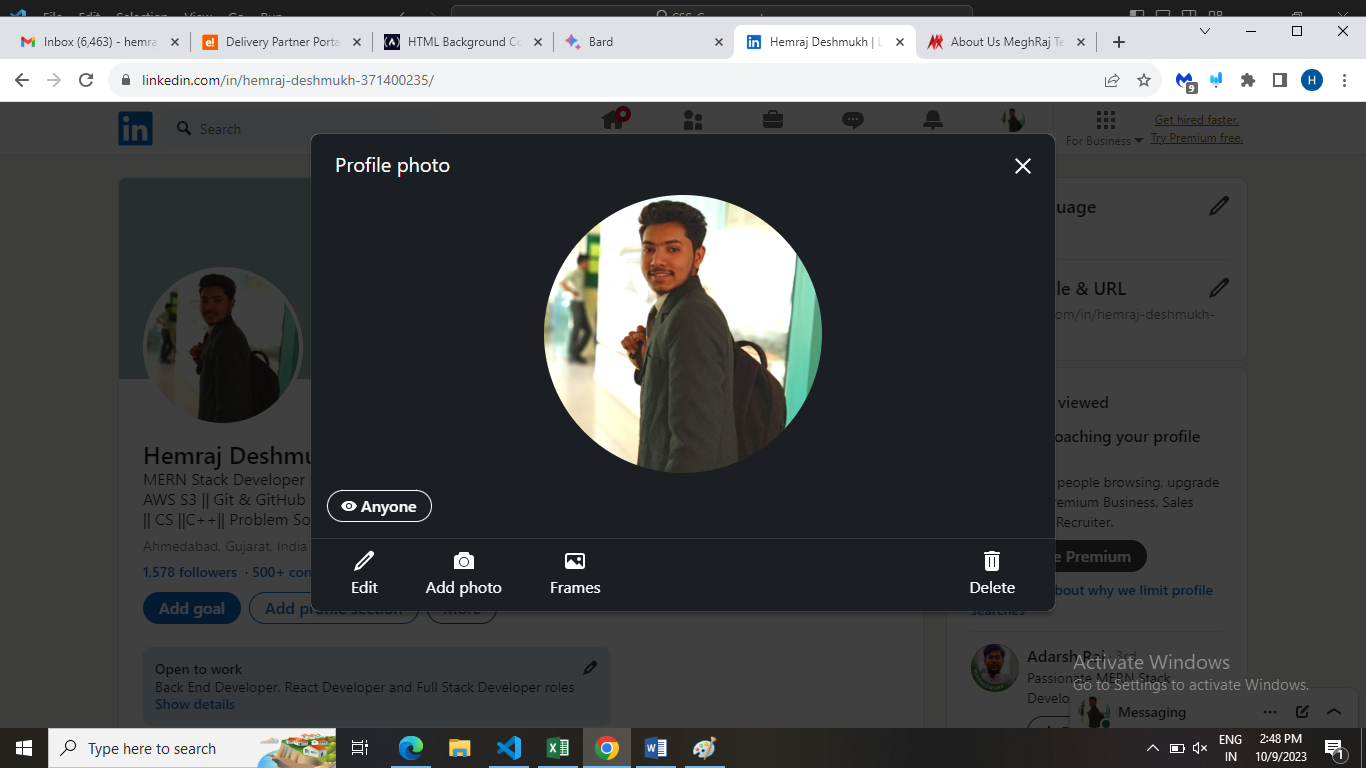 File Edit Selection View Go Run
Inbox (6,463) - hemra
Delivery Partner Porta
HTML Background Co
Bard
Hemraj Deshmukh | L
About Us MeghRaj Te
linkedin.com/in/hemraj-deshmukh-371400235/
9
H
in
Search
For Business
Get hired faster.
Try Premium free.
Profile photo
uage
le & URL
om/in/hemraj-deshmukh-
Hemraj Deshmu
MERN Stack Developer
AWS S3 || Git & GitHub
|| CS ||C++|| Problem So
Ahmedabad, Gujarat, India
1,578 followers · 500+ con
Add goal
Add profile section
More
Anyone
Edit
Add photo
Frames
Delete
viewed
oaching your profile
people browsing, upgrade
remium Business, Sales
Recruiter.
e Premium
bout why we limit profile
searches
Open to work
Back End Developer, React Developer and Full Stack Developer roles
Show details
Adarsh Raj · 3rd
Passionate MERN Stack
Develo
Activate Windows
Go to Settings to activate Windows.
Messaging
Type here to search
ENG
IN
2:48 PM
10/9/2023
1